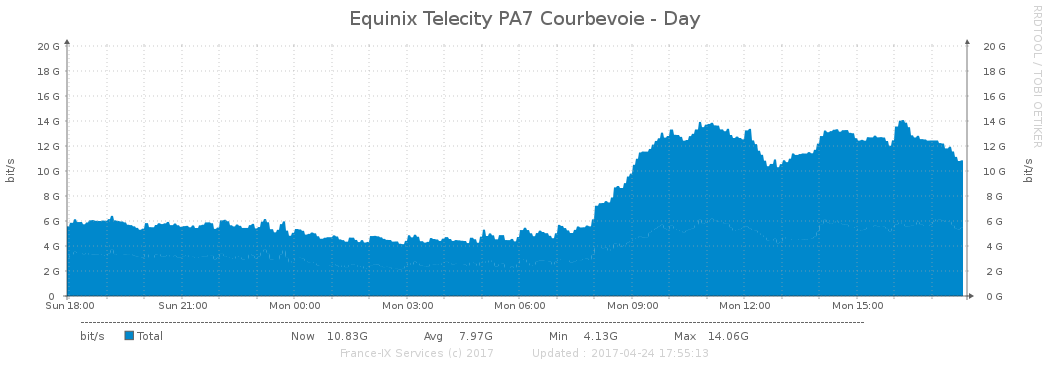 Equinix Telecity PA7 Courbevoie - Day
RRDTOOL / TOBI OETIKER
bit/s
20 G 20 G
18 G 18 G
16 G 16 G
14 G 14 G
12 G 12 G
10 G 10 G
8 G 8 G
6 G 6 G
4 G 4 G
2 G 2 G
0 0 G
bit/s
Sun 18:00 Sun 21:00 Mon 00:00 Mon 03:00 Mon 06:00 Mon 09:00 Mon 12:00 Mon 15:00
bit/s Total Now 10.83G Avg 7.97G Min 4.13G Max 14.06G
France-IX Services (c) 2017 Updated : 2017-04-24 17:55:13